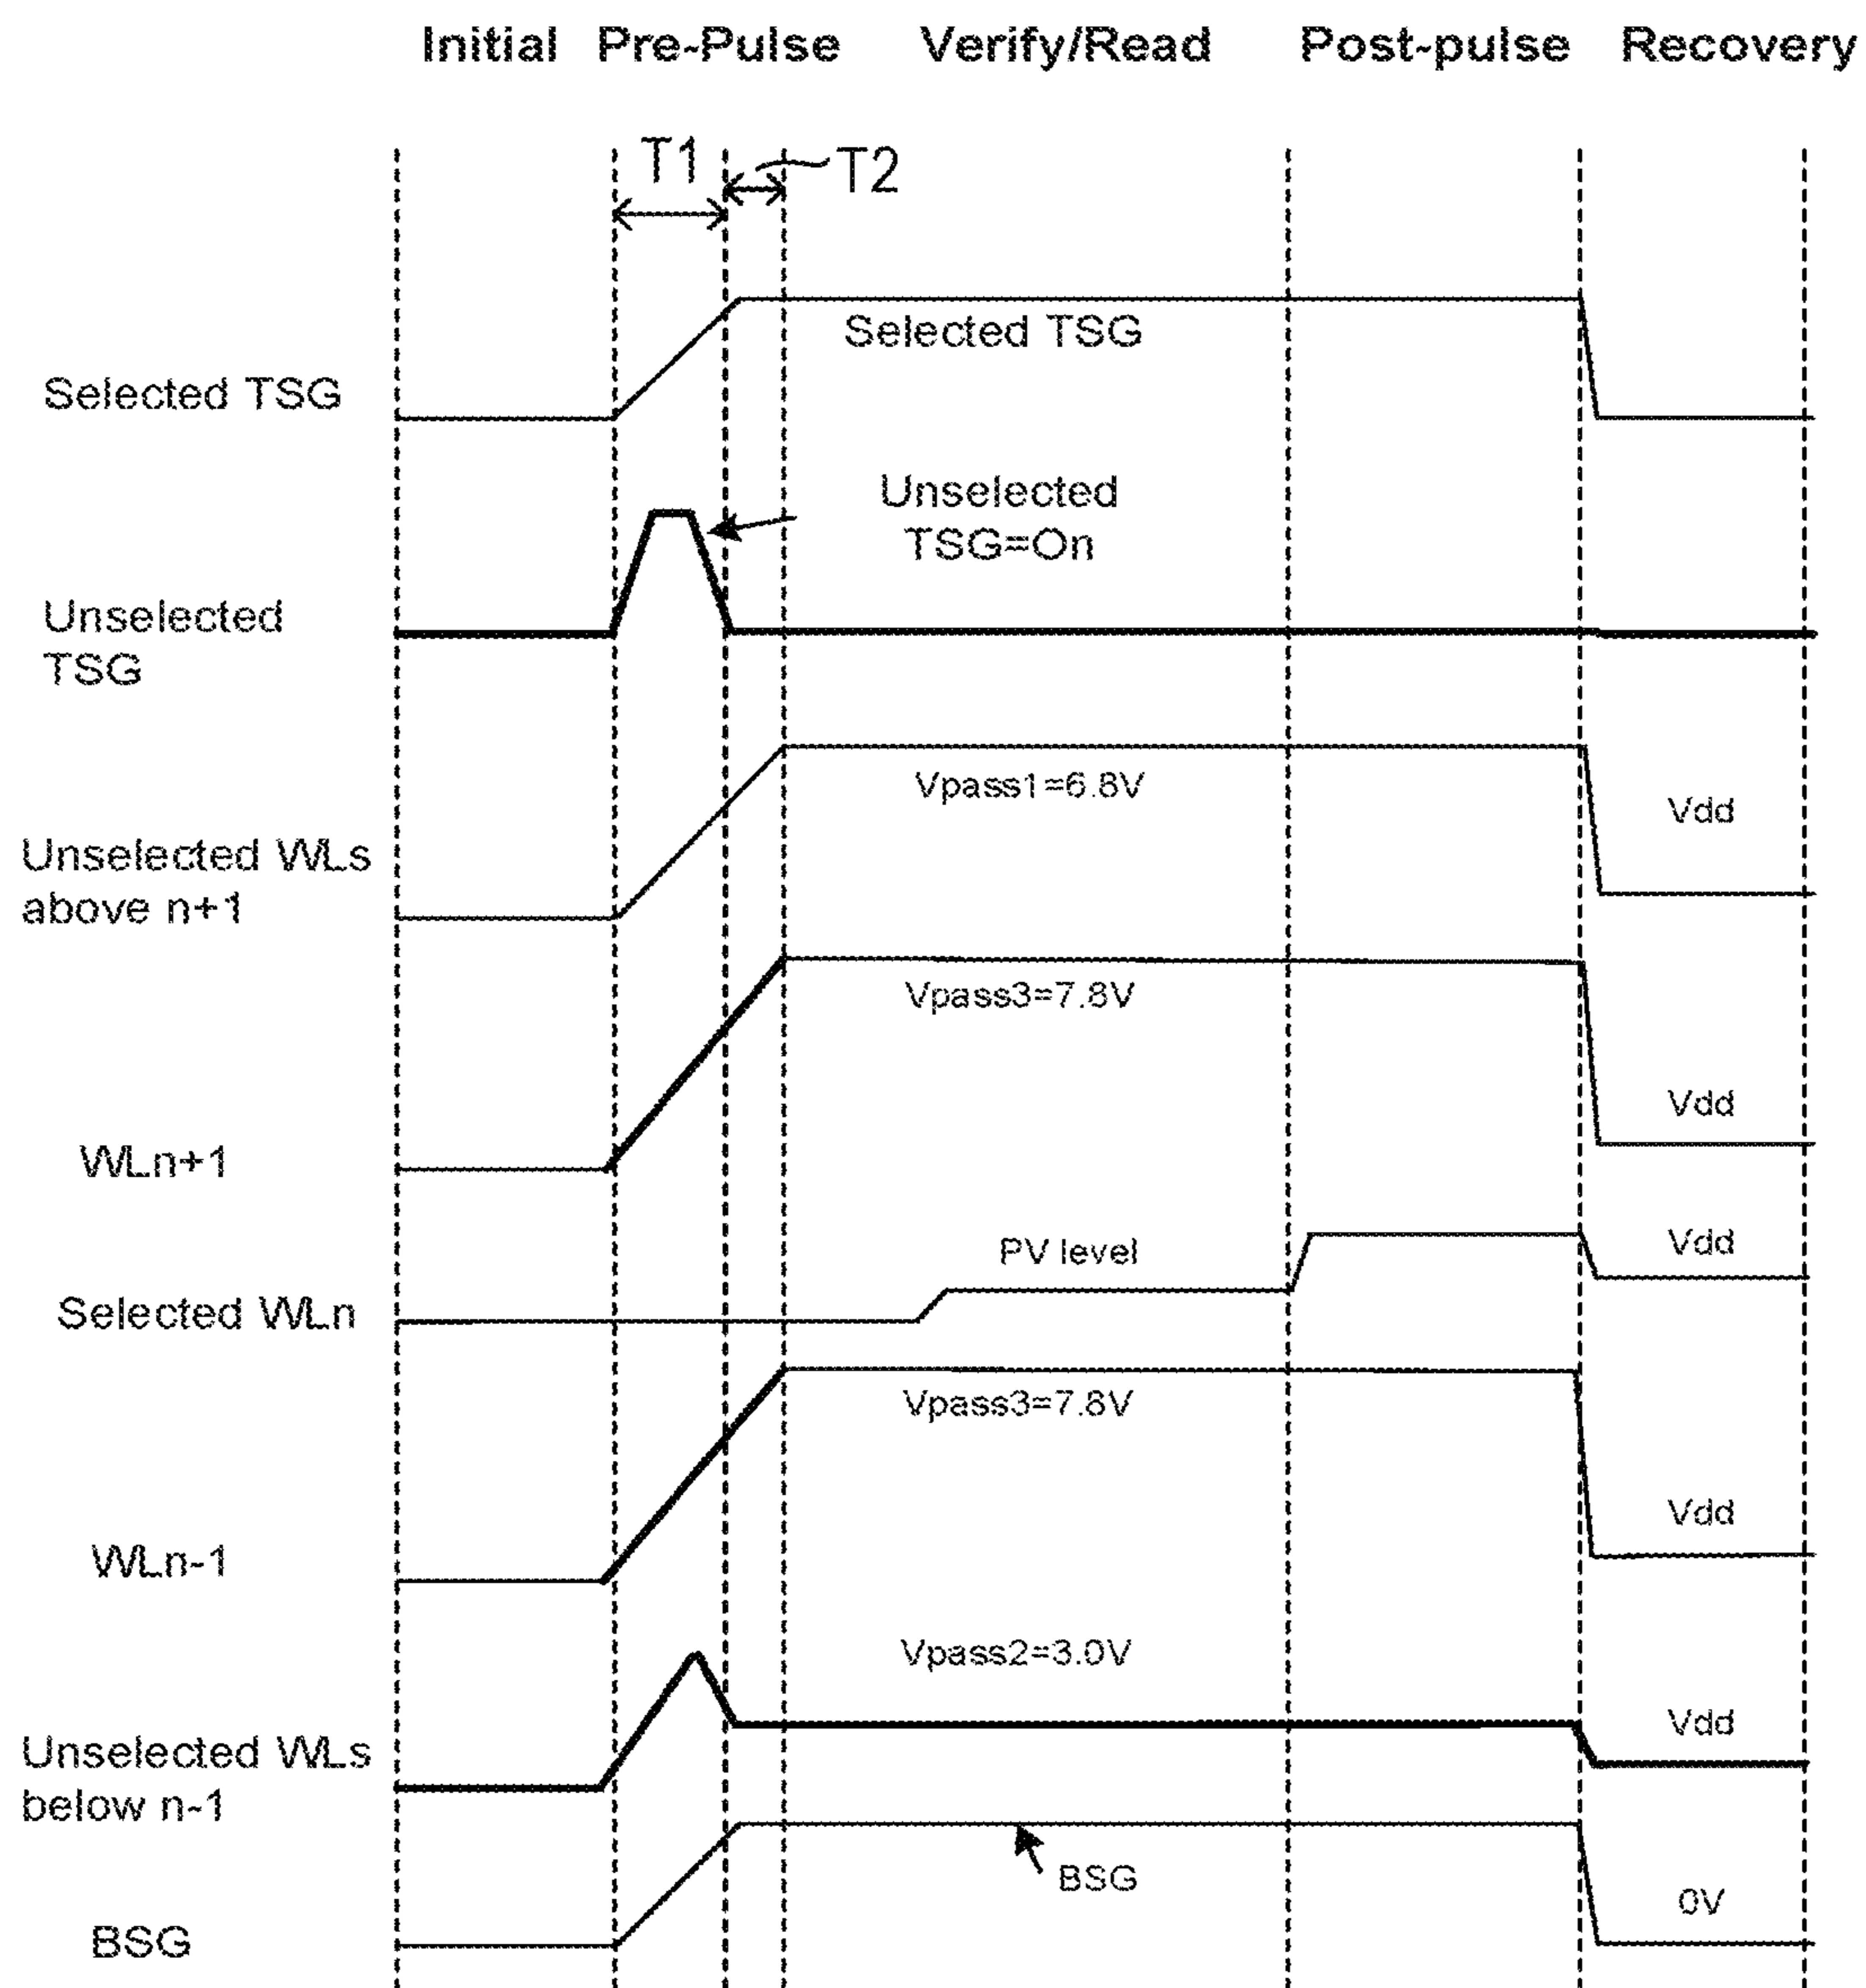 Initial Pre-Pulse Verify/Read Post-pulse Recovery
T1
T2
Selected TSG
Selected TSG
Unselected
TSG=On
Unselected
TSG
Vpass1=6.8V
Vdd
Unselected WLs
above n+1
Vpass3=7.8V
Vdd
WLn+1
PV level
Vdd
Selected WLn
Vpass3=7.8V
Vdd
WLn-1
Vpass2=3.0V
Vdd
Unselected WLs
below n-1
BSG
0V
BSG